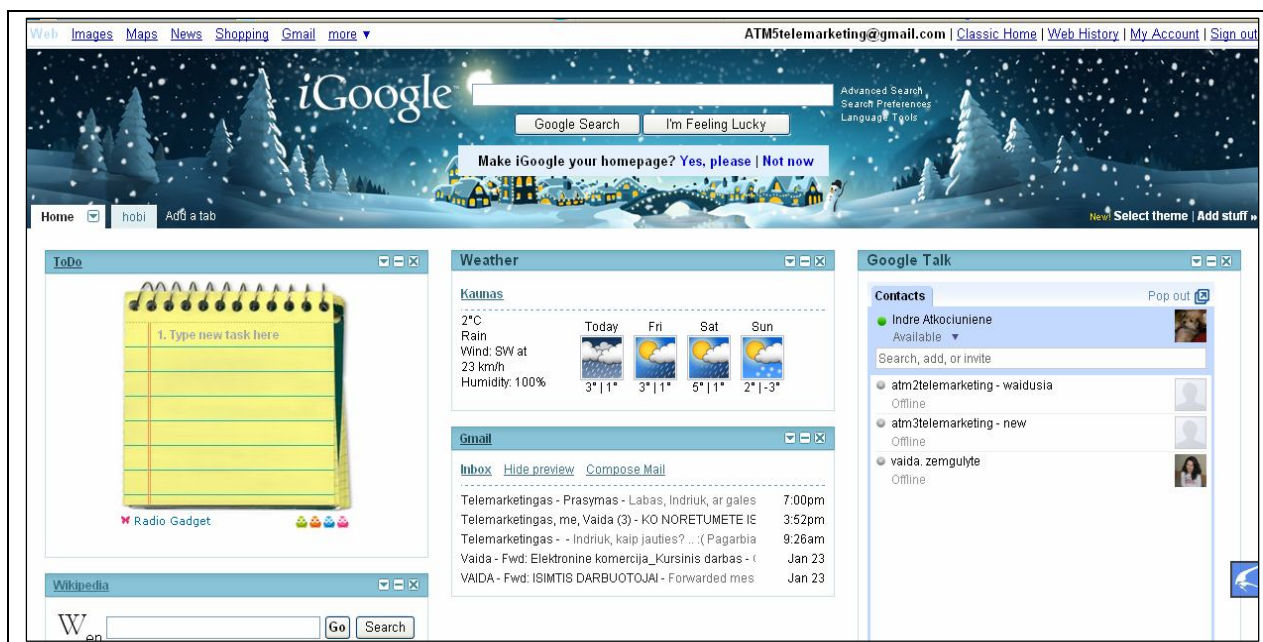 Web Images Maps News Shopping Gmail more ▼
ATM5telemarketing@gmail.com | Classic Home | Web History | My Account | Sign out
iGoogle™
Advanced Search
Search Preferences
Language Tools
Google Search I'm Feeling Lucky
Make iGoogle your homepage? Yes, please | Not now
Home hobi Add a tab
New! Select theme | Add stuff »
ToDo
1. Type new task here
Radio Gadget
Wikipedia
W en Go Search
Weather
Kaunas
2°C
Rain
Wind: SW at
23 km/h
Humidity: 100%
Today Fri Sat Sun
3°|1° 3°|1° 5°|1° 2°|-3°
Gmail
Inbox Hide preview Compose Mail
Telemarketingas - Prasymas - Labas, Indriuk, ar gales 7:00pm
Telemarketingas, me, Vaida (3) - KO NORETUMETE IS 3:52pm
Telemarketingas - - Indriuk, kaip jauties? .. :( Pagarbia 9:26am
Vaida - Fwd: Elektronine komercija_Kursinis darbas - Jan 23
VAIDA - Fwd: ISIMTIS DARBUOTOJAI - Forwarded mes Jan 23
Google Talk
Contacts Pop out
Indre Atkociuniene
Available ▼
Search, add, or invite
atm2telemarketing - waidusia
Offline
atm3telemarketing - new
Offline
vaida. zemgulyte
Offline